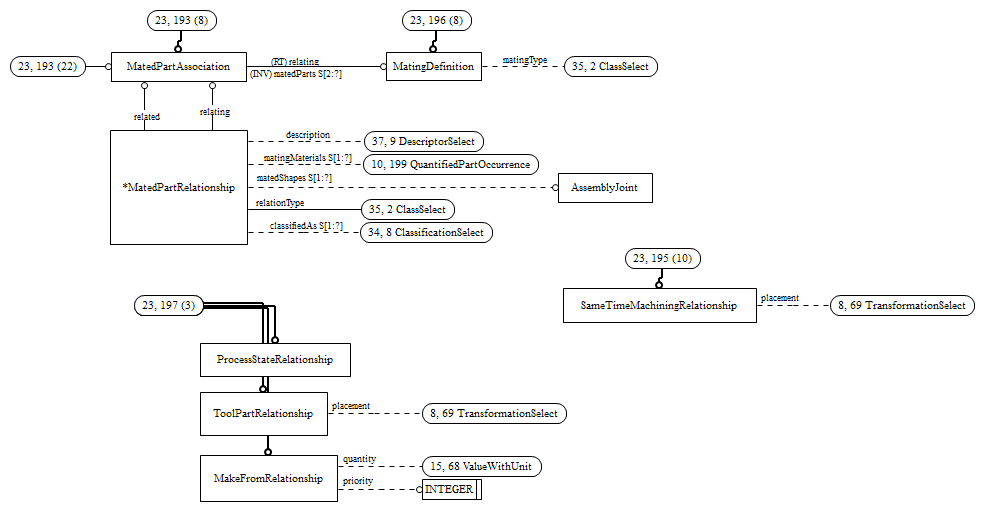 23, 193 (8)
23, 196 (8)
23, 193 (22)
MatedPartAssociation
(RT) relating
(INV) matedParts S[2:?]
MatingDefinition
matingType
35, 2 ClassSelect
related
relating
*MatedPartRelationship
description
37, 9 DescriptorSelect
matingMaterials S[1:?]
10, 199 QuantifiedPartOccurrence
matedShapes S[1:?]
AssemblyJoint
relationType
35, 2 ClassSelect
classifiedAs S[1:?]
34, 8 ClassificationSelect
23, 195 (10)
SameTimeMachiningRelationship
placement
8, 69 TransformationSelect
23, 197 (3)
ProcessStateRelationship
ToolPartRelationship
placement
8, 69 TransformationSelect
MakeFromRelationship
quantity
15, 68 ValueWithUnit
priority
INTEGER